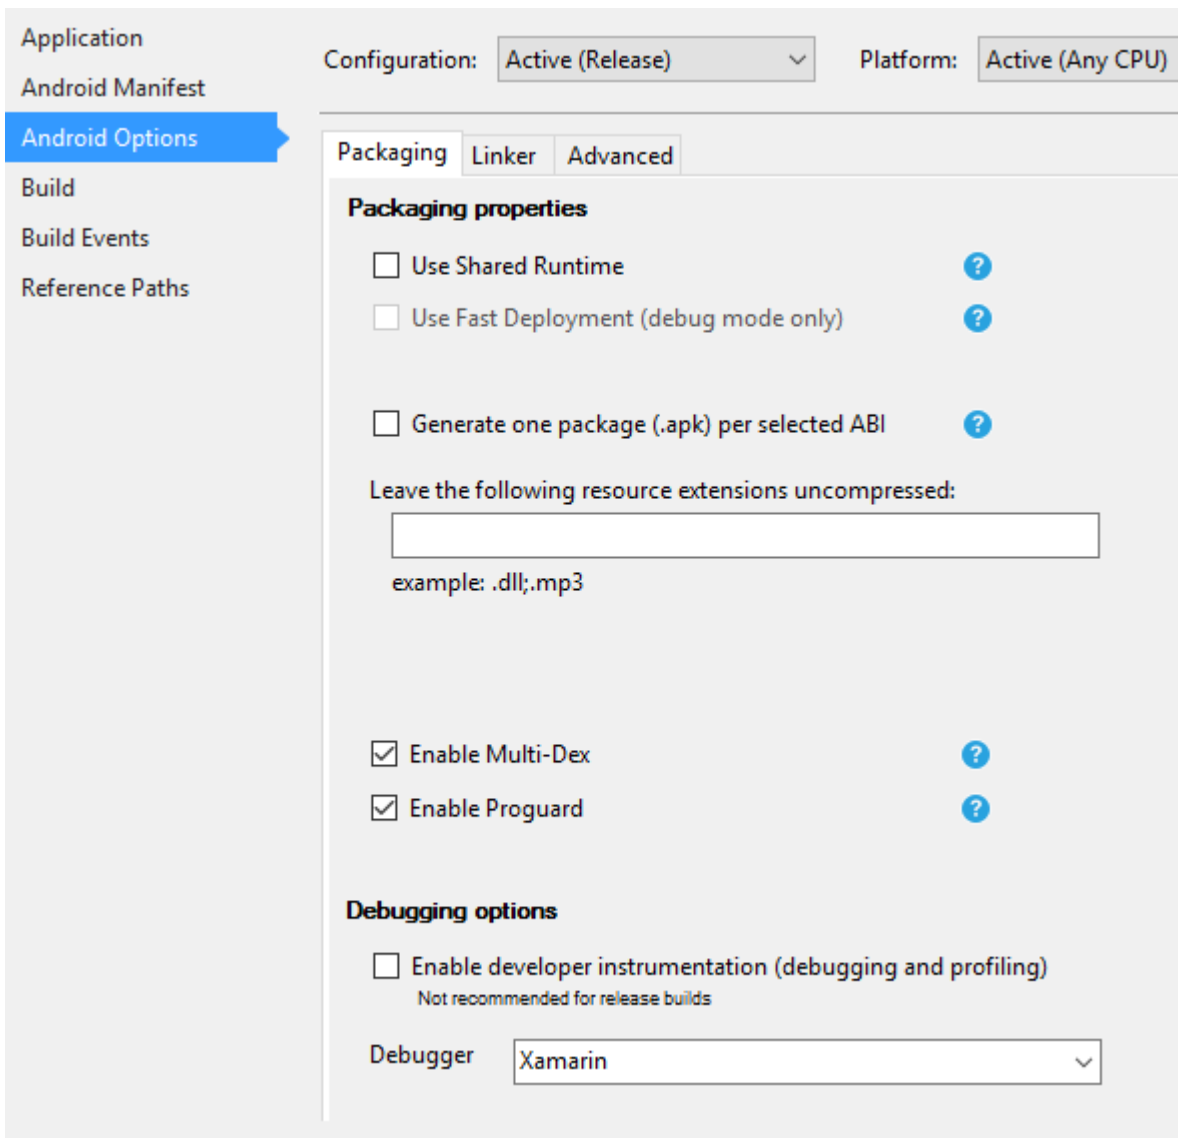 Application
Android Manifest
Android Options
Build
Build Events
Reference Paths
Configuration: Active (Release) Platform: Active (Any CPU)
Packaging Linker Advanced
Packaging properties
Use Shared Runtime ?
Use Fast Deployment (debug mode only) ?
Generate one package (.apk) per selected ABI ?
Leave the following resource extensions uncompressed:
example: .dll;.mp3
Enable Multi-Dex ?
Enable Proguard ?
Debugging options
Enable developer instrumentation (debugging and profiling)
Not recommended for release builds
Debugger Xamarin